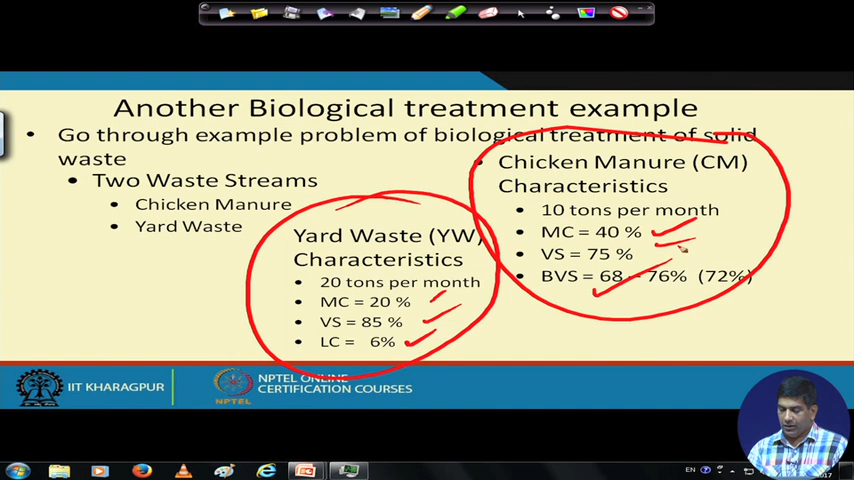 Another Biological treatment example
• Go through example problem of biological treatment of solid
waste
• Two Waste Streams
• Chicken Manure
• Yard Waste
Yard Waste (YW)
Characteristics
• 20 tons per month
• MC = 20 %
• VS = 85 %
• LC = 6%
• Chicken Manure (CM)
Characteristics
• 10 tons per month
• MC = 40 %
• VS = 75 %
• BVS = 68 – 76% (72%)
IIT KHARAGPUR
NPTEL
NPTEL ONLINE
CERTIFICATION COURSES
EN